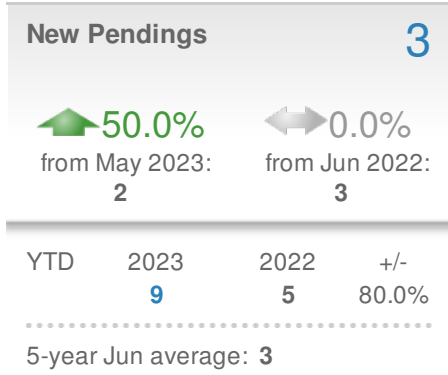 New Pendings 3
50.0% 0.0%
from May 2023: from Jun 2022:
2 3
YTD 2023 2022 +/-
9 5 80.0%
5-year Jun average: 3